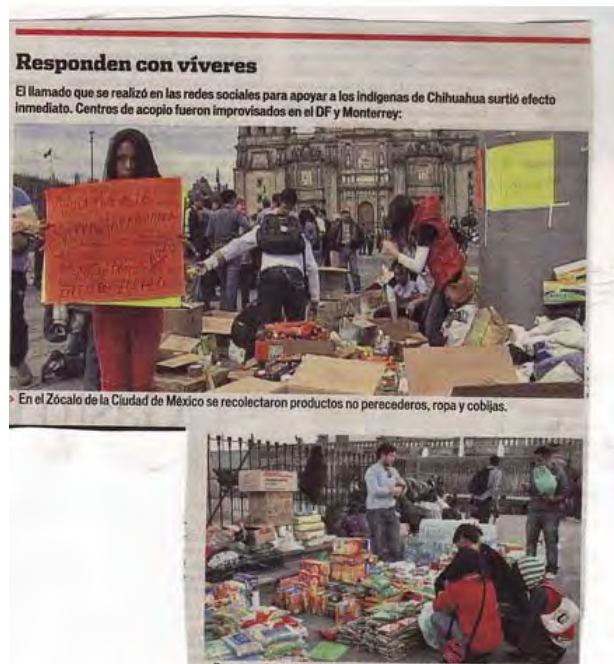 Responden con víveres
El llamado que se realizó en las redes sociales para apoyar a los indígenas de Chihuahua surtió efecto
inmediato. Centros de acopio fueron improvisados en el DF y Monterrey:
> En el Zócalo de la Ciudad de México se recolectaron productos no perecederos, ropa y cobijas.